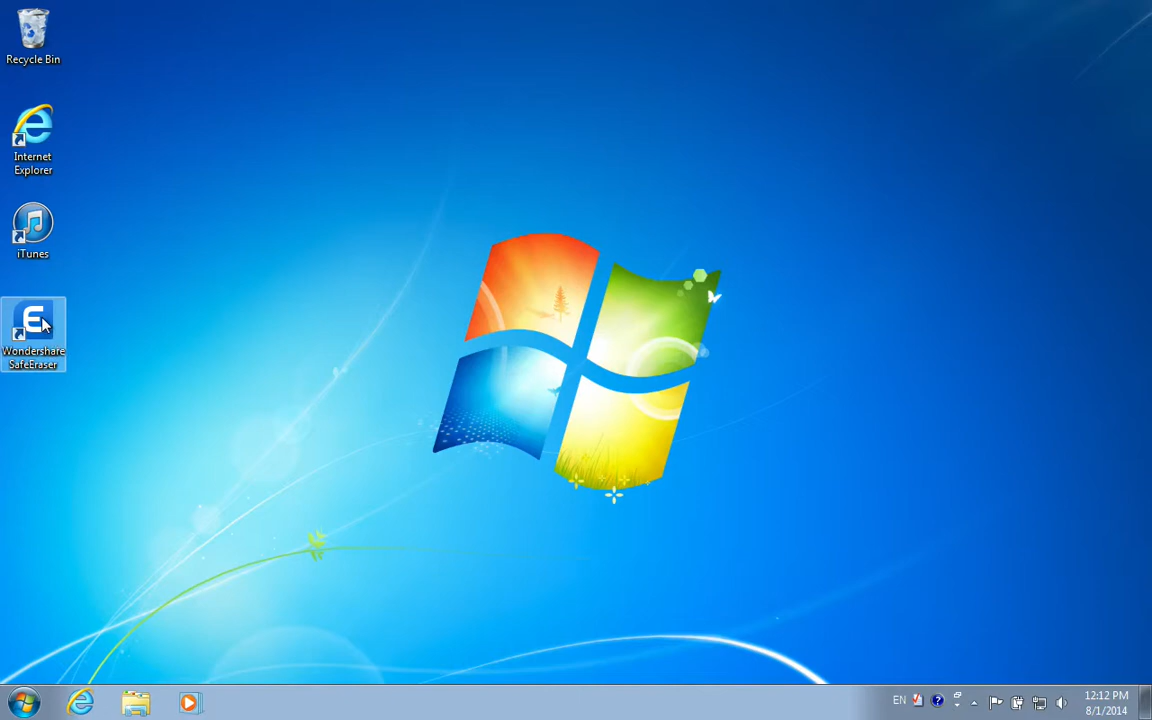 Recycle Bin
Internet
Explorer
iTunes
E
Wondershare
SafeEraser
EN
12:12 PM
8/1/2014